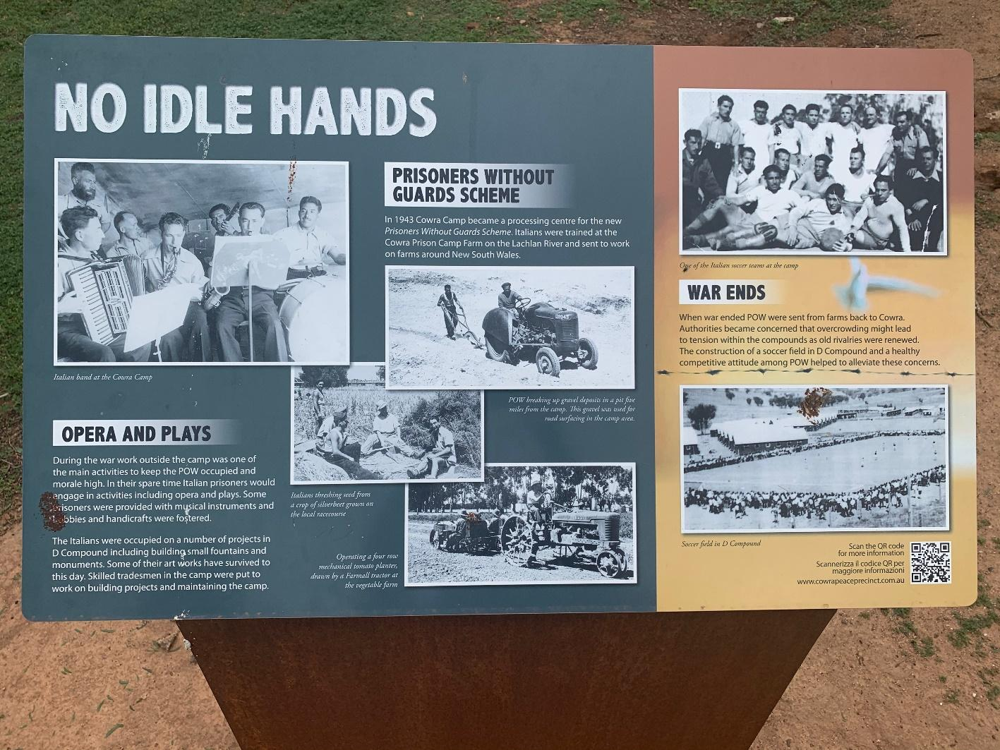 NO IDLE HANDS
Italian band at the Cowra Camp
OPERA AND PLAYS
During the war work outside the camp was one of
the main activities to keep the POW occupied and
morale high. In their spare time Italian prisoners would
engage in activities including opera and plays. Some
prisoners were provided with musical instruments and
hobbies and handicrafts were fostered.
The Italians were occupied on a number of projects in
D Compound including building small fountains and
monuments. Some of their art works have survived to
this day. Skilled tradesmen in the camp were put to
work on building projects and maintaining the camp.
PRISONERS WITHOUT
GUARDS SCHEME
In 1943 Cowra Camp became a processing centre for the new
Prisoners Without Guards Scheme. Italians were trained at the
Cowra Prison Camp Farm on the Lachlan River and sent to work
on farms around New South Wales.
POW breaking up gravel deposits in a pit five
miles from the camp. This gravel was used for
road surfacing in the camp area.
Italians threshing seed from
a crop of silverbeet grown on
the local racecourse
Operating a four row
mechanical tomato planter,
drawn by a Farmall tractor at
the vegetable farm
One of the Italian soccer teams at the camp
WAR ENDS
When war ended POW were sent from farms back to Cowra.
Authorities became concerned that overcrowding might lead
to tension within the compounds as old rivalries were renewed.
The construction of a soccer field in D Compound and a healthy
competitive attitude among POW helped to alleviate these concerns.
Soccer field in D Compound
Scan the QR code
for more information
Scannerizza il codice QR per
maggiore informazioni
www.cowrapeaceprecinct.com.au